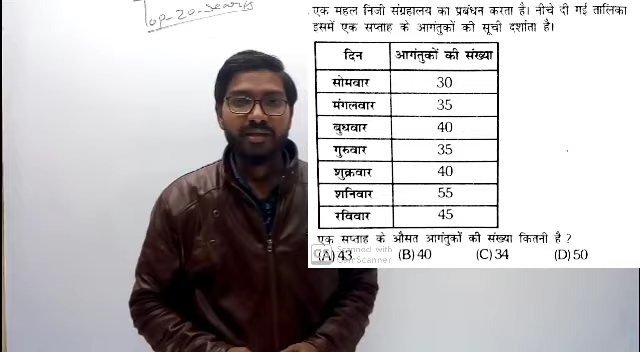 Top-20-
एक महल निजी संग्रहालय का प्रबंधन करता है। नीचे दी गई तालिका
इसमें एक सप्ताह के आगंतुकों की सूची दर्शाता है।
दिन आगंतुकों की संख्या
सोमवार 30
मंगलवार 35
बुधवार 40
गुरुवार 35
शुक्रवार 40
शनिवार 55
रविवार 45
एक सप्ताह के औसत आगंतुकों की संख्या कितनी है ?
(A) 43 (B) 40 (C) 34 (D) 50
Scanned with
CamScanner